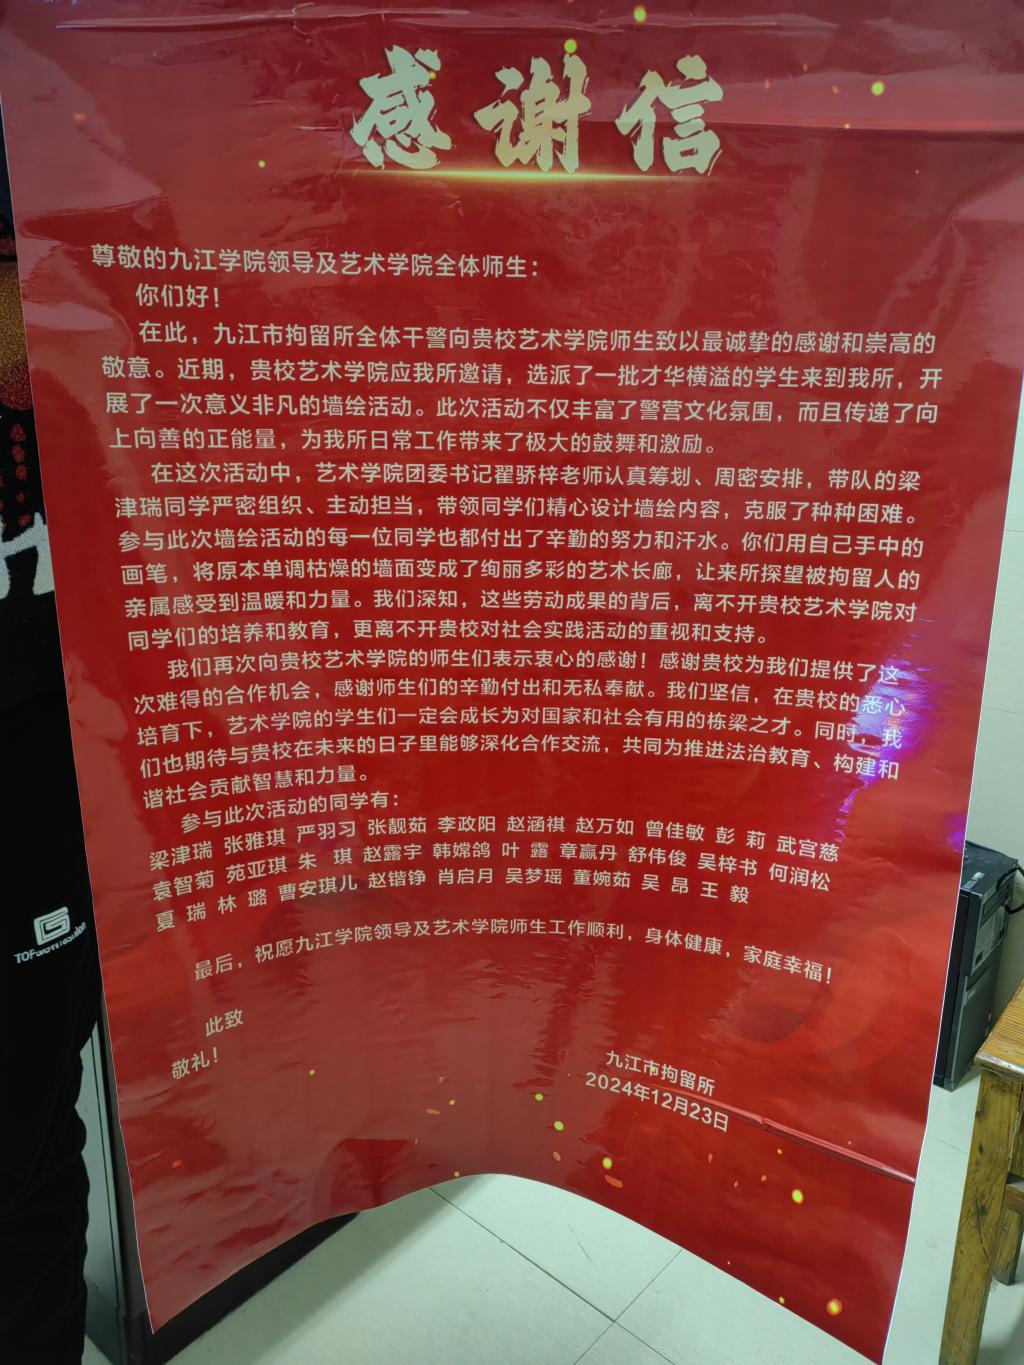 感谢信
尊敬的九江学院领导及艺术学院全体师生：
你们好！
在此，九江市拘留所全体干警向贵校艺术学院师生致以最诚挚的感谢和崇高的
敬意。近期，贵校艺术学院应我所邀请，选派了一批才华横溢的学生来到我所，开
展了一次意义非凡的墙绘活动。此次活动不仅丰富了警营文化氛围，而且传递了向
上向善的正能量，为我所日常工作带来了极大的鼓舞和激励。
在这次活动中，艺术学院团委书记翟骄梓老师认真筹划、周密安排，带队的梁
津瑞同学严密组织、主动担当，带领同学们精心设计墙绘内容，克服了种种困难。
参与此次墙绘活动的每一位同学也都付出了辛勤的努力和汗水。你们用自己手中的
画笔，将原本单调枯燥的墙面变成了绚丽多彩的艺术长廊，让来所探望被拘留人的
亲属感受到温暖和力量。我们深知，这些劳动成果的背后，离不开贵校艺术学院对
同学们的培养和教育，更离不开贵校对社会实践活动的重视和支持。
我们再次向贵校艺术学院的师生们表示衷心的感谢！感谢贵校为我们提供了这
次难得的合作机会，感谢师生们的辛勤付出和无私奉献。我们坚信，在贵校的悉心
培育下，艺术学院的学生们一定会成长为对国家和社会有用的栋梁之才。同时，我
们也期待与贵校在未来的日子里能够深化合作交流，共同为推进法治教育、构建和
谐社会贡献智慧和力量。
参与此次活动的同学有：
梁津瑞 张雅琪 严羽习 张靓茹 李政阳 赵涵祺 赵万如 曾佳敏 彭 莉 武宫慈
袁智菊 苑亚琪 朱 琪 赵露宇 韩嫦鸽 叶 露 章赢丹 舒伟俊 吴梓书 何润松
夏 瑞 林 璐 曹安琪儿 赵锴铮 肖启月 吴梦瑶 董婉茹 吴 昂 王 毅
最后，祝愿九江学院领导及艺术学院师生工作顺利，身体健康，家庭幸福！
此致
敬礼！
九江市拘留所
2024年12月23日